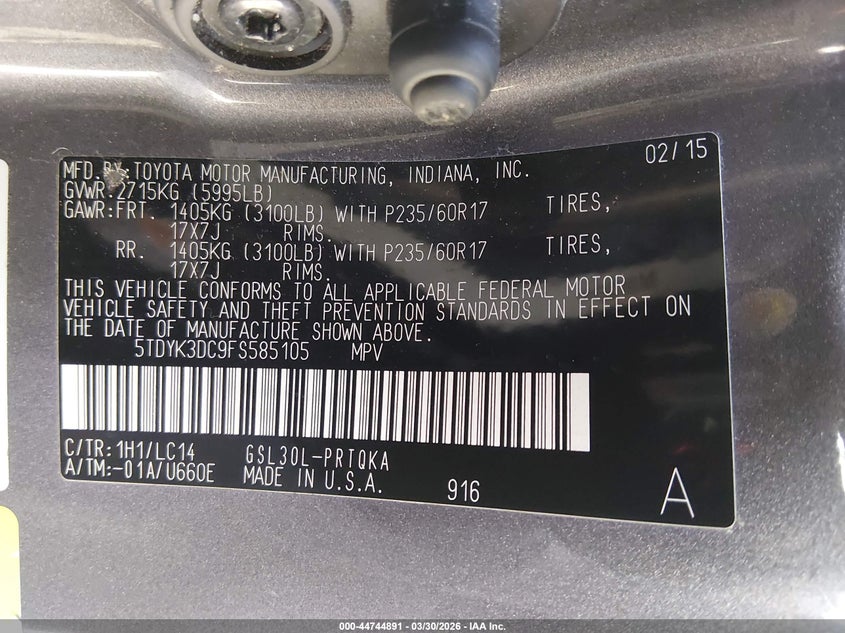 02/15
MFD. BY: TOYOTA MOTOR MANUFACTURING, INDIANA, INC.
GVWR: 2715KG (5995LB)
GAWR: FRT. 1405KG (3100LB) WITH P235/60R17 TIRES,
17X7J RIMS.
RR. 1405KG (3100LB) WITH P235/60R17 TIRES,
17X7J RIMS.
THIS VEHICLE CONFORMS TO ALL APPLICABLE FEDERAL MOTOR
VEHICLE SAFETY AND THEFT PREVENTION STANDARDS IN EFFECT ON
THE DATE OF MANUFACTURE SHOWN ABOVE.
5TDYK3DC9FS585105 MPV
C/TR: 1H1/LC14 GSL30L-PRTQKA
A/TM: -01A/U660E MADE IN U.S.A. 916 A
000-44744891 - 03/30/2026 - IAA Inc.